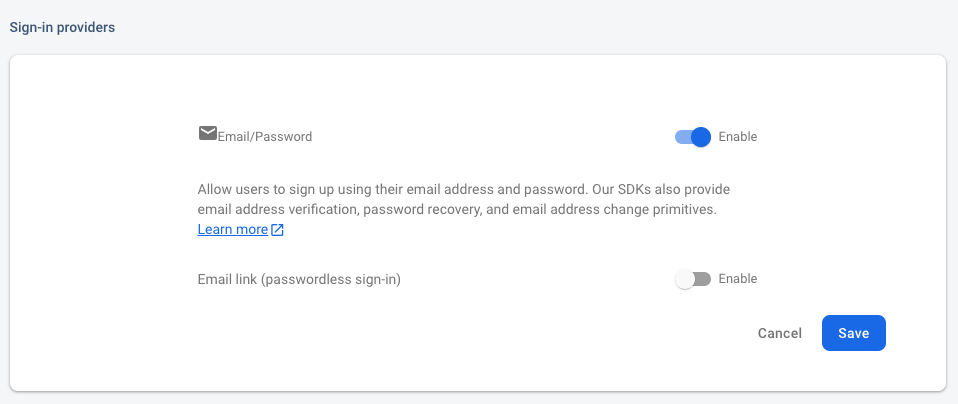 Sign-in providers
Email/Password
Enable
Allow users to sign up using their email address and password. Our SDKs also provide
email address verification, password recovery, and email address change primitives.
Learn more
Email link (passwordless sign-in)
Enable
Cancel
Save